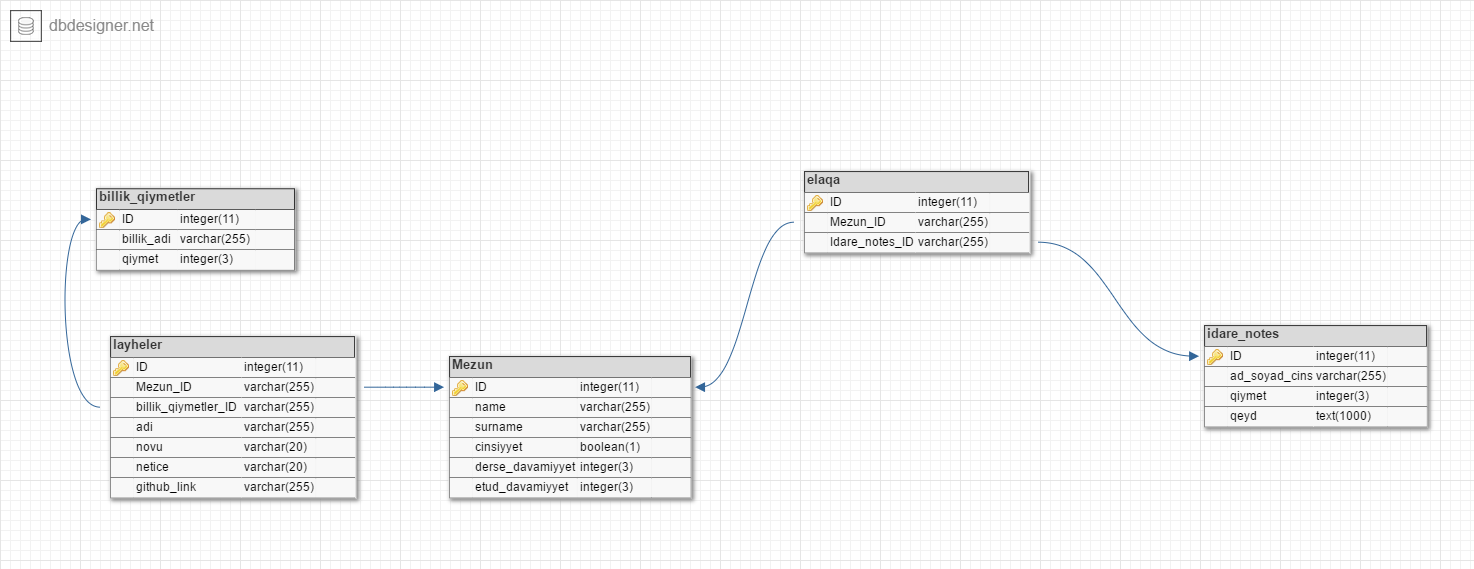 dbdesigner.net
billik_qiymetler
ID integer(11)
billik_adi varchar(255)
qiymet integer(3)
layheler
ID integer(11)
Mezun_ID varchar(255)
billik_qiymetler_ID varchar(255)
adi varchar(255)
novu varchar(20)
netice varchar(20)
github_link varchar(255)
Mezun
ID integer(11)
name varchar(255)
surname varchar(255)
cinsiyyet boolean(1)
derse_davamiyyet integer(3)
etud_davamiyyet integer(3)
elaqa
ID integer(11)
Mezun_ID varchar(255)
Idare_notes_ID varchar(255)
idare_notes
ID integer(11)
ad_soyad_cins varchar(255)
qiymet integer(3)
qeyd text(1000)